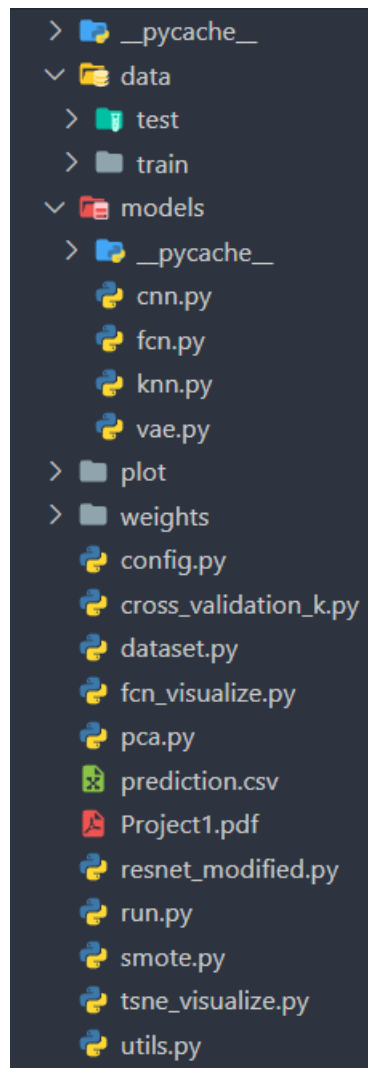 __pycache__
data
test
train
models
__pycache__
cnn.py
fcn.py
knn.py
vae.py
plot
weights
config.py
cross_validation_k.py
dataset.py
fcn_visualize.py
pca.py
prediction.csv
Project1.pdf
resnet_modified.py
run.py
smote.py
tsne_visualize.py
utils.py